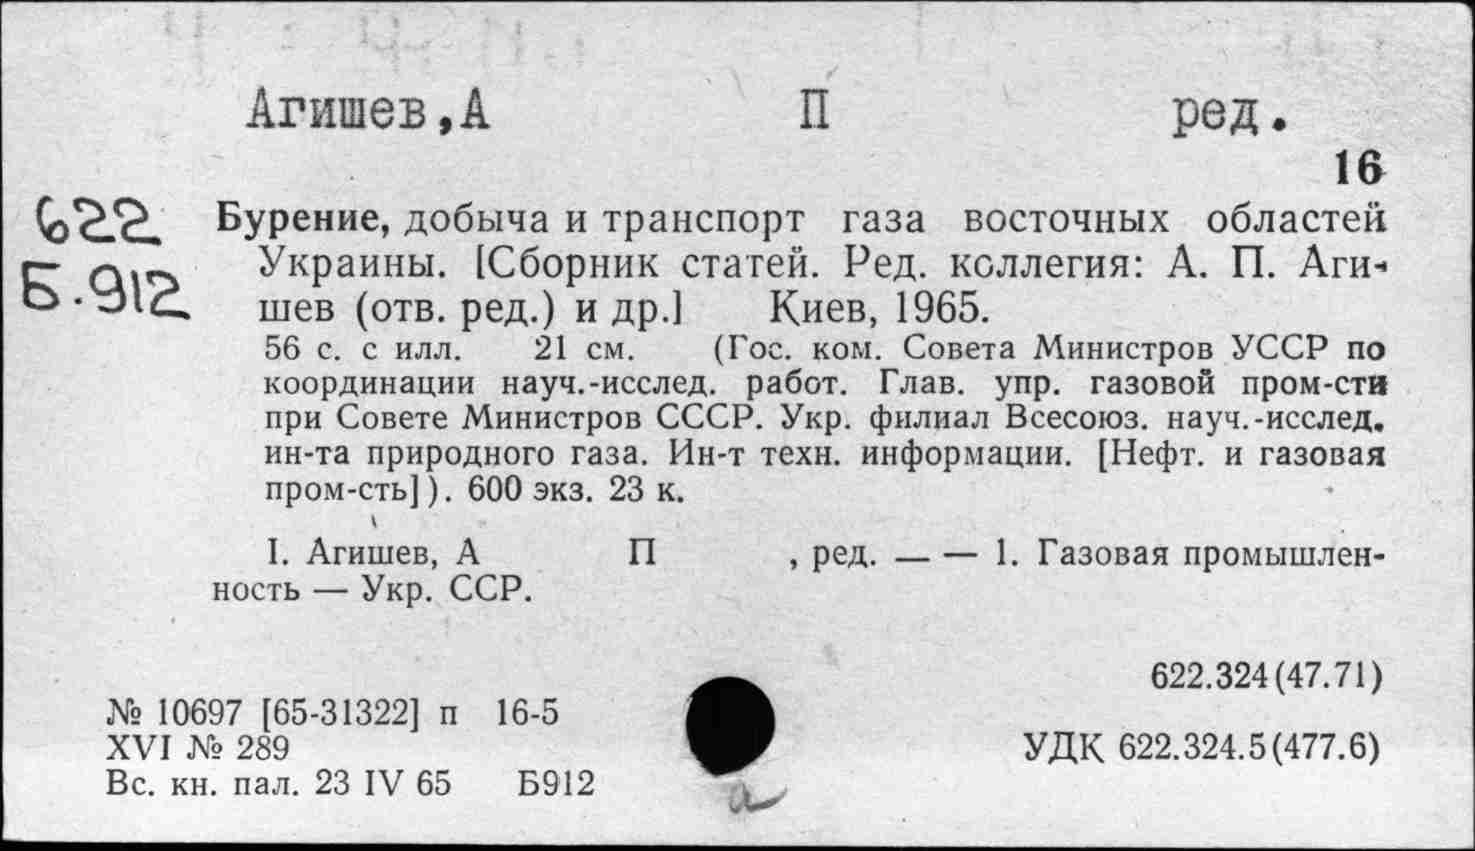 Агишев,А П ред.
16
622 Бурение, добыча и транспорт газа восточных областей
Б.912 Украины. [Сборник статей. Ред. коллегия: А. П. Аги-
шев (отв. ред.) и др.] Киев, 1965.
56 с. с илл. 21 см. (Гос. ком. Совета Министров УССР по
координации науч.-исслед. работ. Глав. упр. газовой пром-сти
при Совете Министров СССР. Укр. филиал Всесоюз. науч.-исслед.
ин-та природного газа. Ин-т техн. информации. [Нефт. и газовая
пром-сть]). 600 экз. 23 к.
I. Агишев, А П , ред. — — 1. Газовая промышлен-
ность — Укр. ССР.
622.324(47.71)
№ 10697 [65-31322] п 16-5
XVI № 289
УДК 622.324.5(477.6)
Вс. кн. пал. 23 IV 65 Б912
а